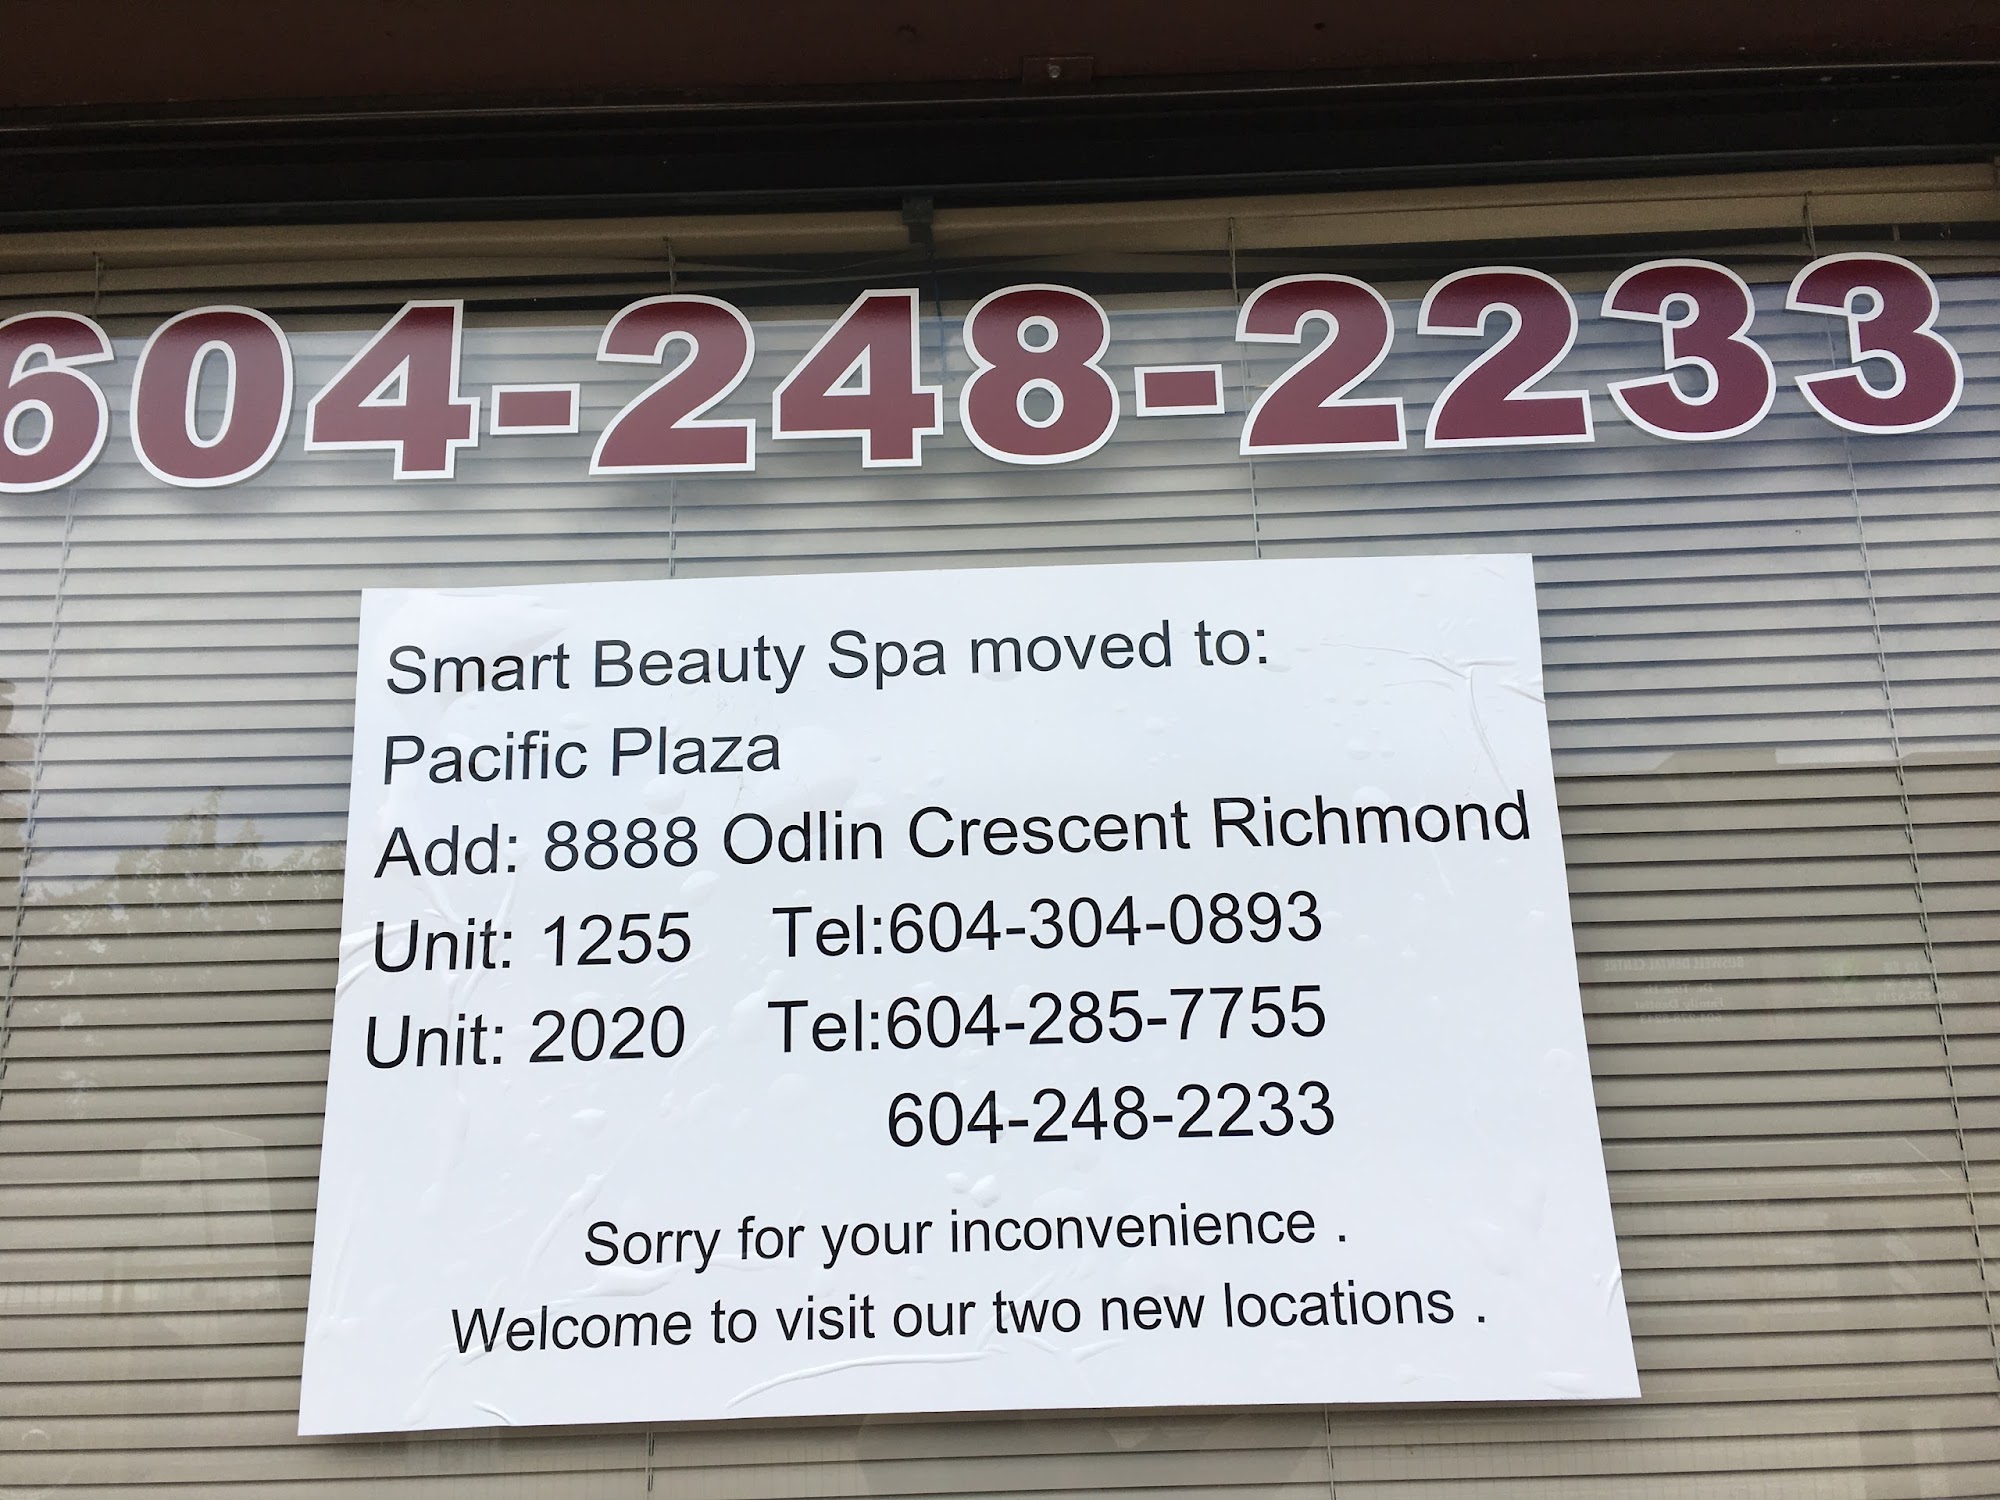 604-248-2233
Smart Beauty Spa moved to:
Pacific Plaza
Add: 8888 Odlin Crescent Richmond
Unit: 1255 Tel:604-304-0893
Unit: 2020 Tel:604-285-7755
604-248-2233
Sorry for your inconvenience .
Welcome to visit our two new locations .